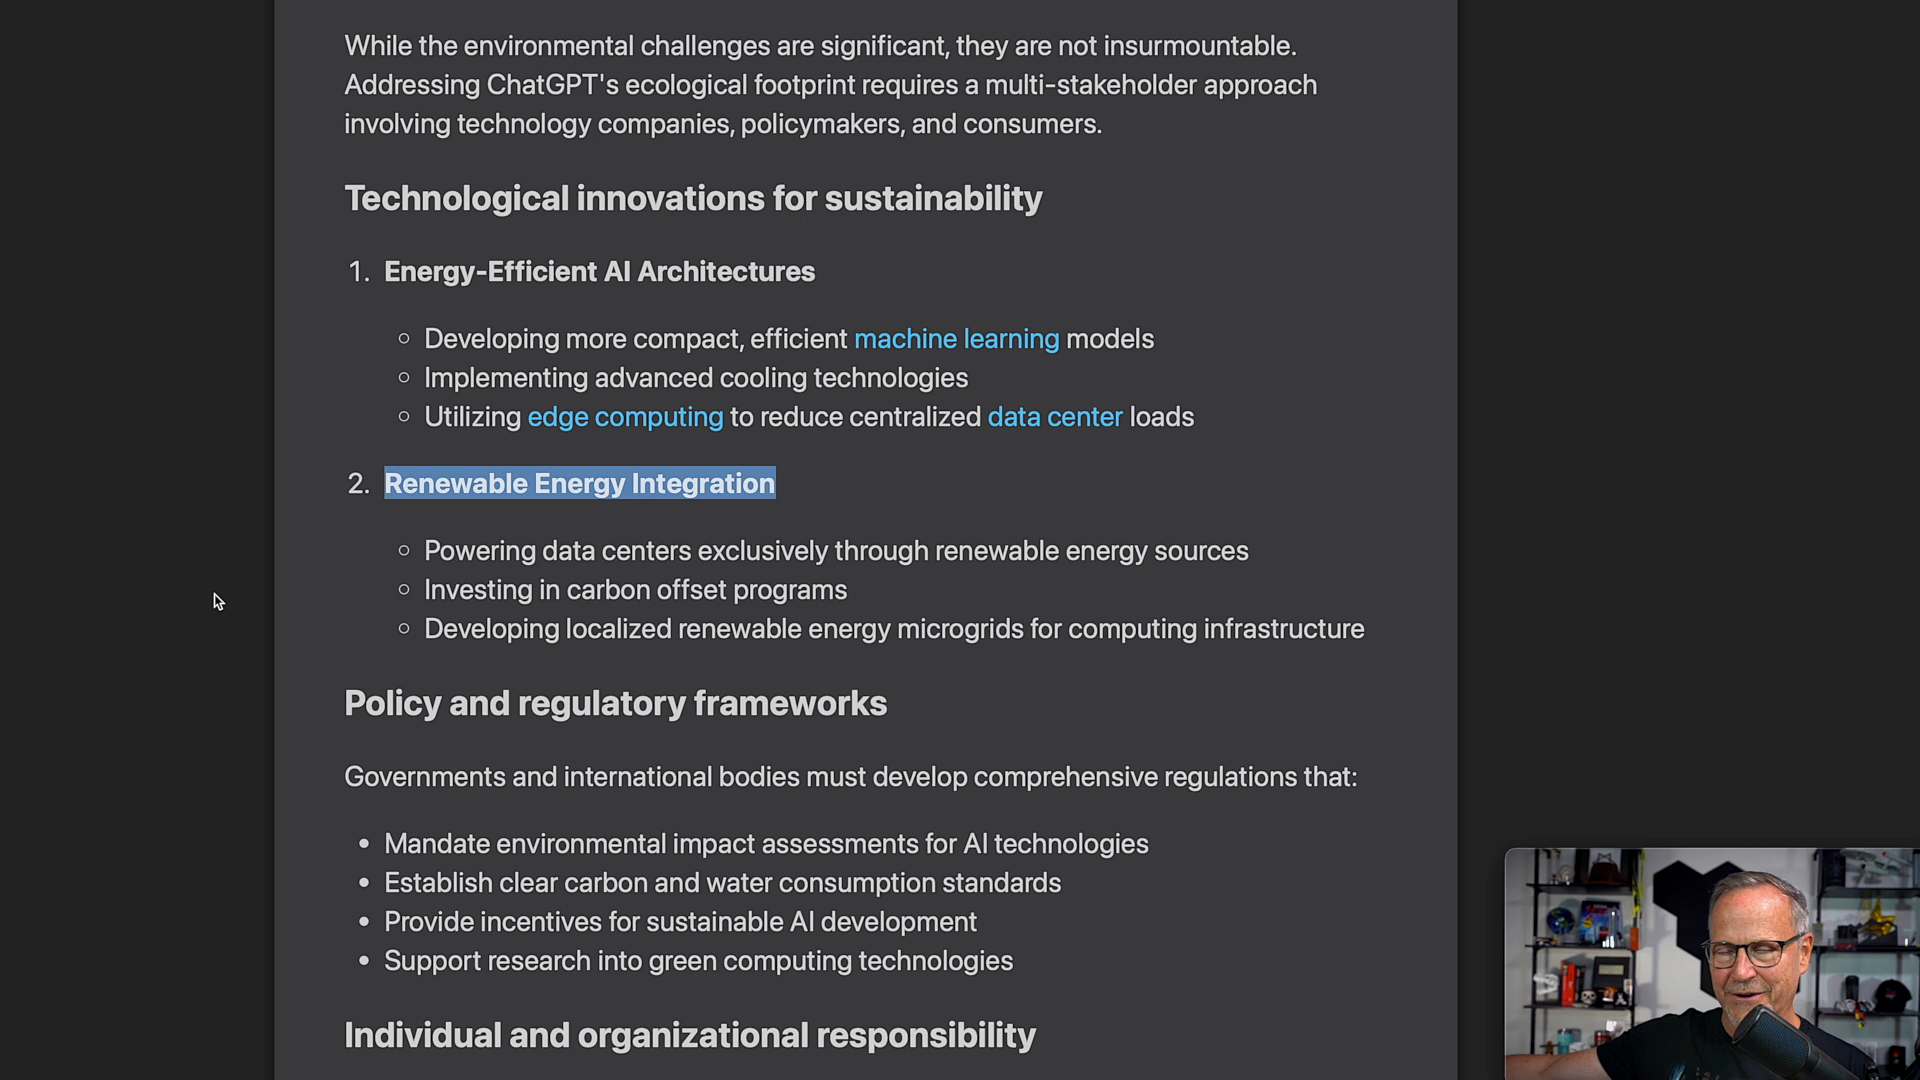 While the environmental challenges are significant, they are not insurmountable.
Addressing ChatGPT's ecological footprint requires a multi-stakeholder approach
involving technology companies, policymakers, and consumers.
Technological innovations for sustainability
1. Energy-Efficient AI Architectures
Developing more compact, efficient machine learning models
Implementing advanced cooling technologies
Utilizing edge computing to reduce centralized data center loads
2. Renewable Energy Integration
Powering data centers exclusively through renewable energy sources
Investing in carbon offset programs
Developing localized renewable energy microgrids for computing infrastructure
Policy and regulatory frameworks
Governments and international bodies must develop comprehensive regulations that:
Mandate environmental impact assessments for AI technologies
Establish clear carbon and water consumption standards
Provide incentives for sustainable AI development
Support research into green computing technologies
Individual and organizational responsibility